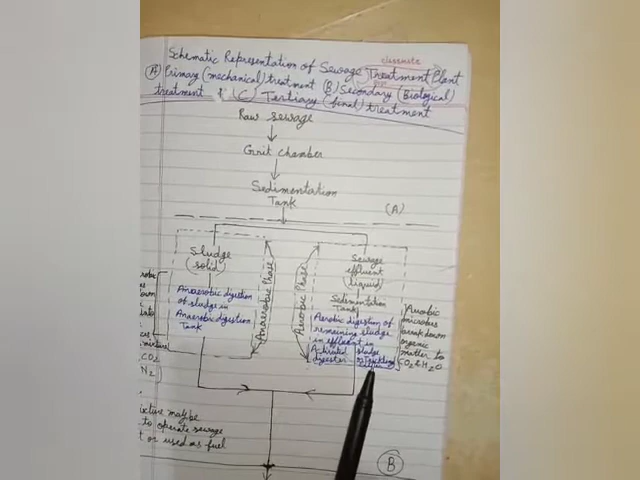 Schematic Representation of Sewage Treatment Plant
(A) Primary (mechanical) treatment (B) Secondary (Biological)
treatment & (C) Tertiary (final) treatment
Raw sewage
Grit chamber
Sedimentation
Tank
(A)
Sludge
(solid)
Sewage
effluent
(liquid)
Anaerobic digestion
of sludge in
Anaerobic digestion
Tank
Anaerobic Phase
Aerobic Phase
Sedimentation
Tank
Aerobic digestion of
remaining sludge
in effluent in
Activated sludge
digester or Trickling
Aerobic
microbes
break down
organic
matter to
CO2 & H2O
mixture
CO2
N2
mixture may be
to operate sewage
or used as fuel
B